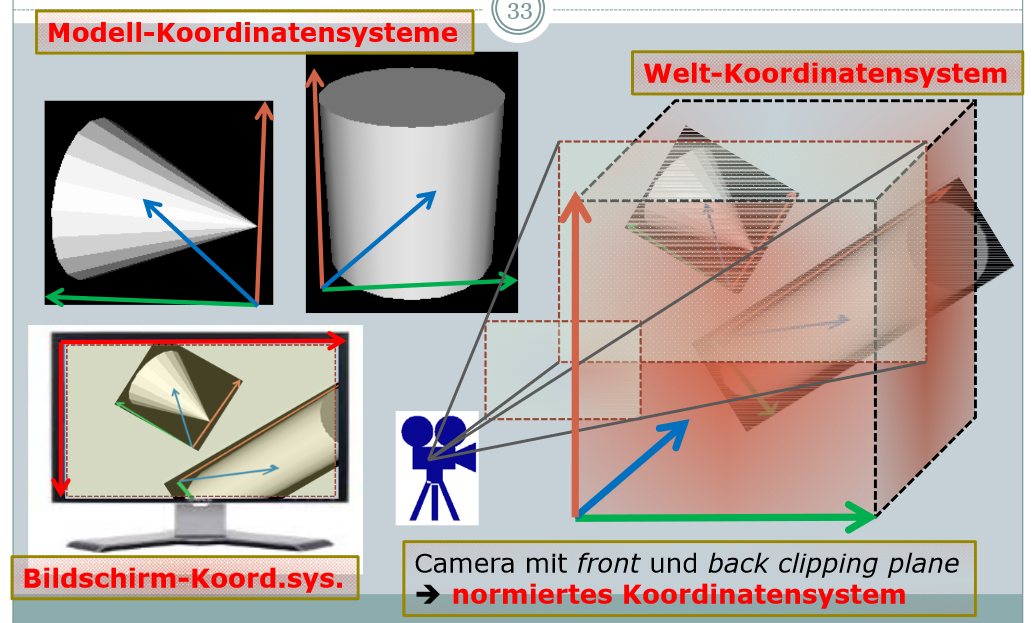 33
Modell-Koordinatensysteme
Welt-Koordinatensystem
Bildschirm-Koord.sys.
Camera mit front und back clipping plane
➔ normiertes Koordinatensystem